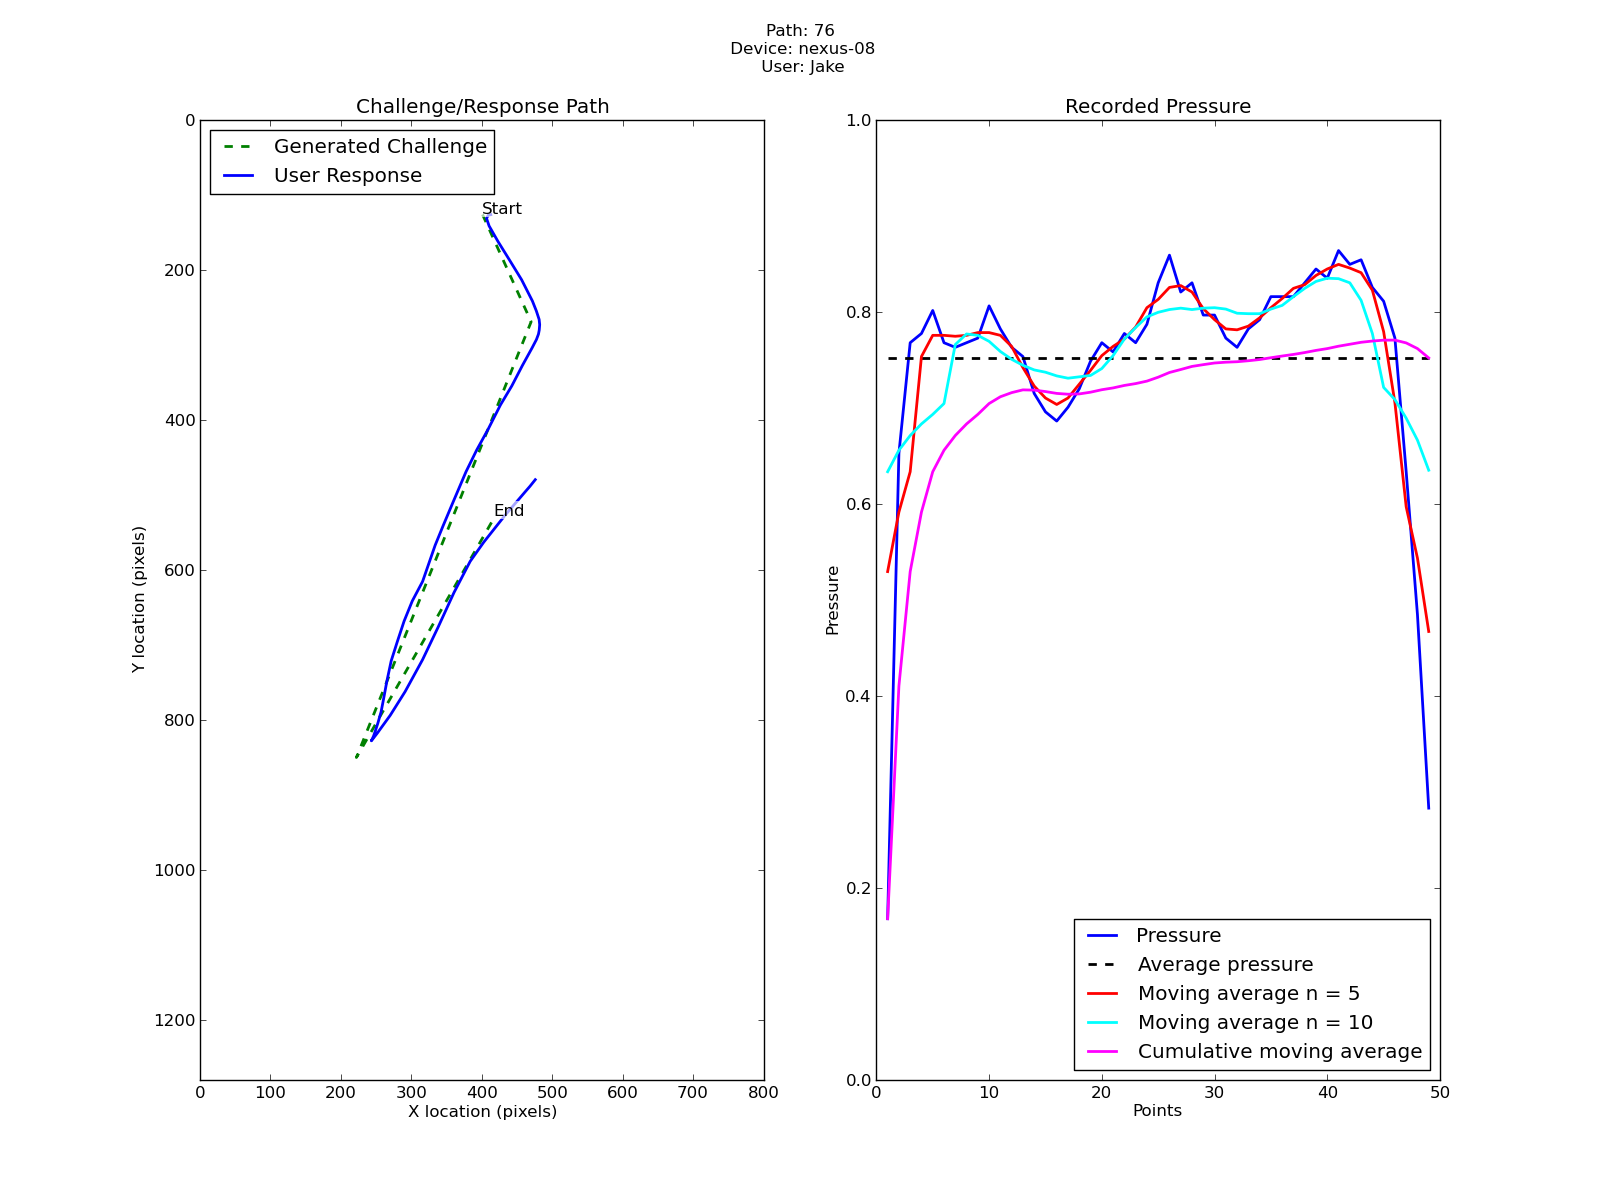 Path: 76
Device: nexus-08
User: Jake
Challenge/Response Path
Generated Challenge
User Response
Start
End
0
200
400
600
800
1000
1200
Y location (pixels)
0 100 200 300 400 500 600 700 800
X location (pixels)
Recorded Pressure
1.0
0.8
0.6
0.4
0.2
0.0
Pressure
Pressure
Average pressure
Moving average n = 5
Moving average n = 10
Cumulative moving average
0 10 20 30 40 50
Points